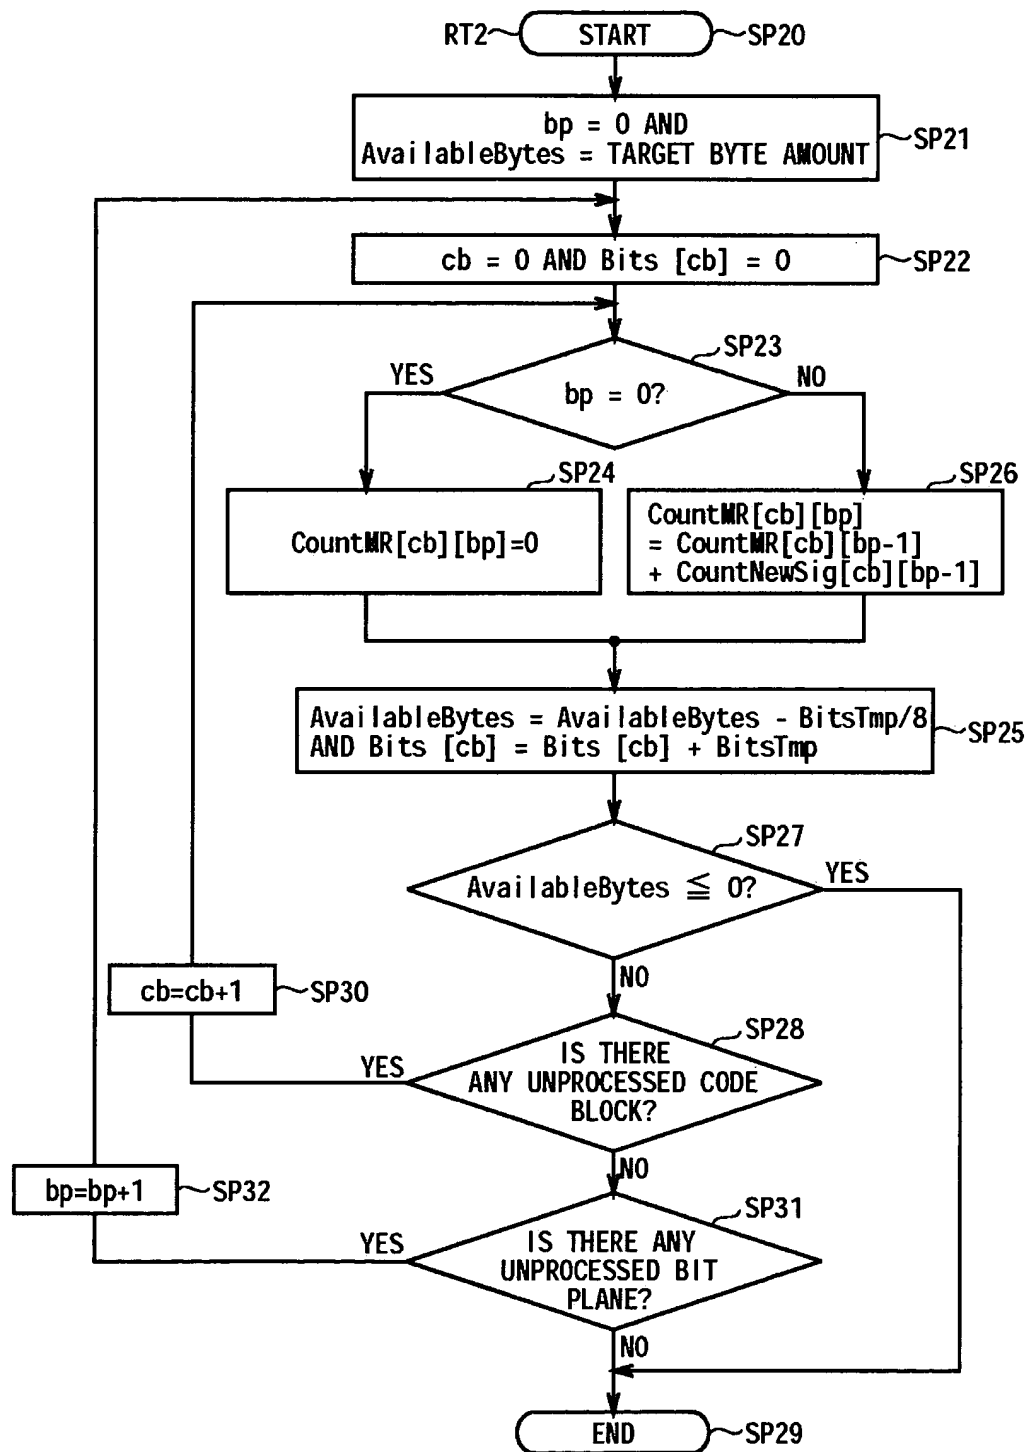 RT2
START
SP20
bp = 0 AND
AvailableBytes = TARGET BYTE AMOUNT
SP21
cb = 0 AND Bits [cb] = 0
SP22
SP23
YES
bp = 0?
NO
SP24
CountMR[cb][bp]=0
SP26
CountMR[cb][bp]
= CountMR[cb][bp-1]
+ CountNewSig[cb][bp-1]
AvailableBytes = AvailableBytes - BitsTmp/8
AND Bits [cb] = Bits [cb] + BitsTmp
SP25
SP27
AvailableBytes ≦ 0?
YES
NO
cb=cb+1
SP30
SP28
YES
IS THERE
ANY UNPROCESSED CODE
BLOCK?
NO
bp=bp+1
SP32
SP31
YES
IS THERE ANY
UNPROCESSED BIT
PLANE?
NO
END
SP29